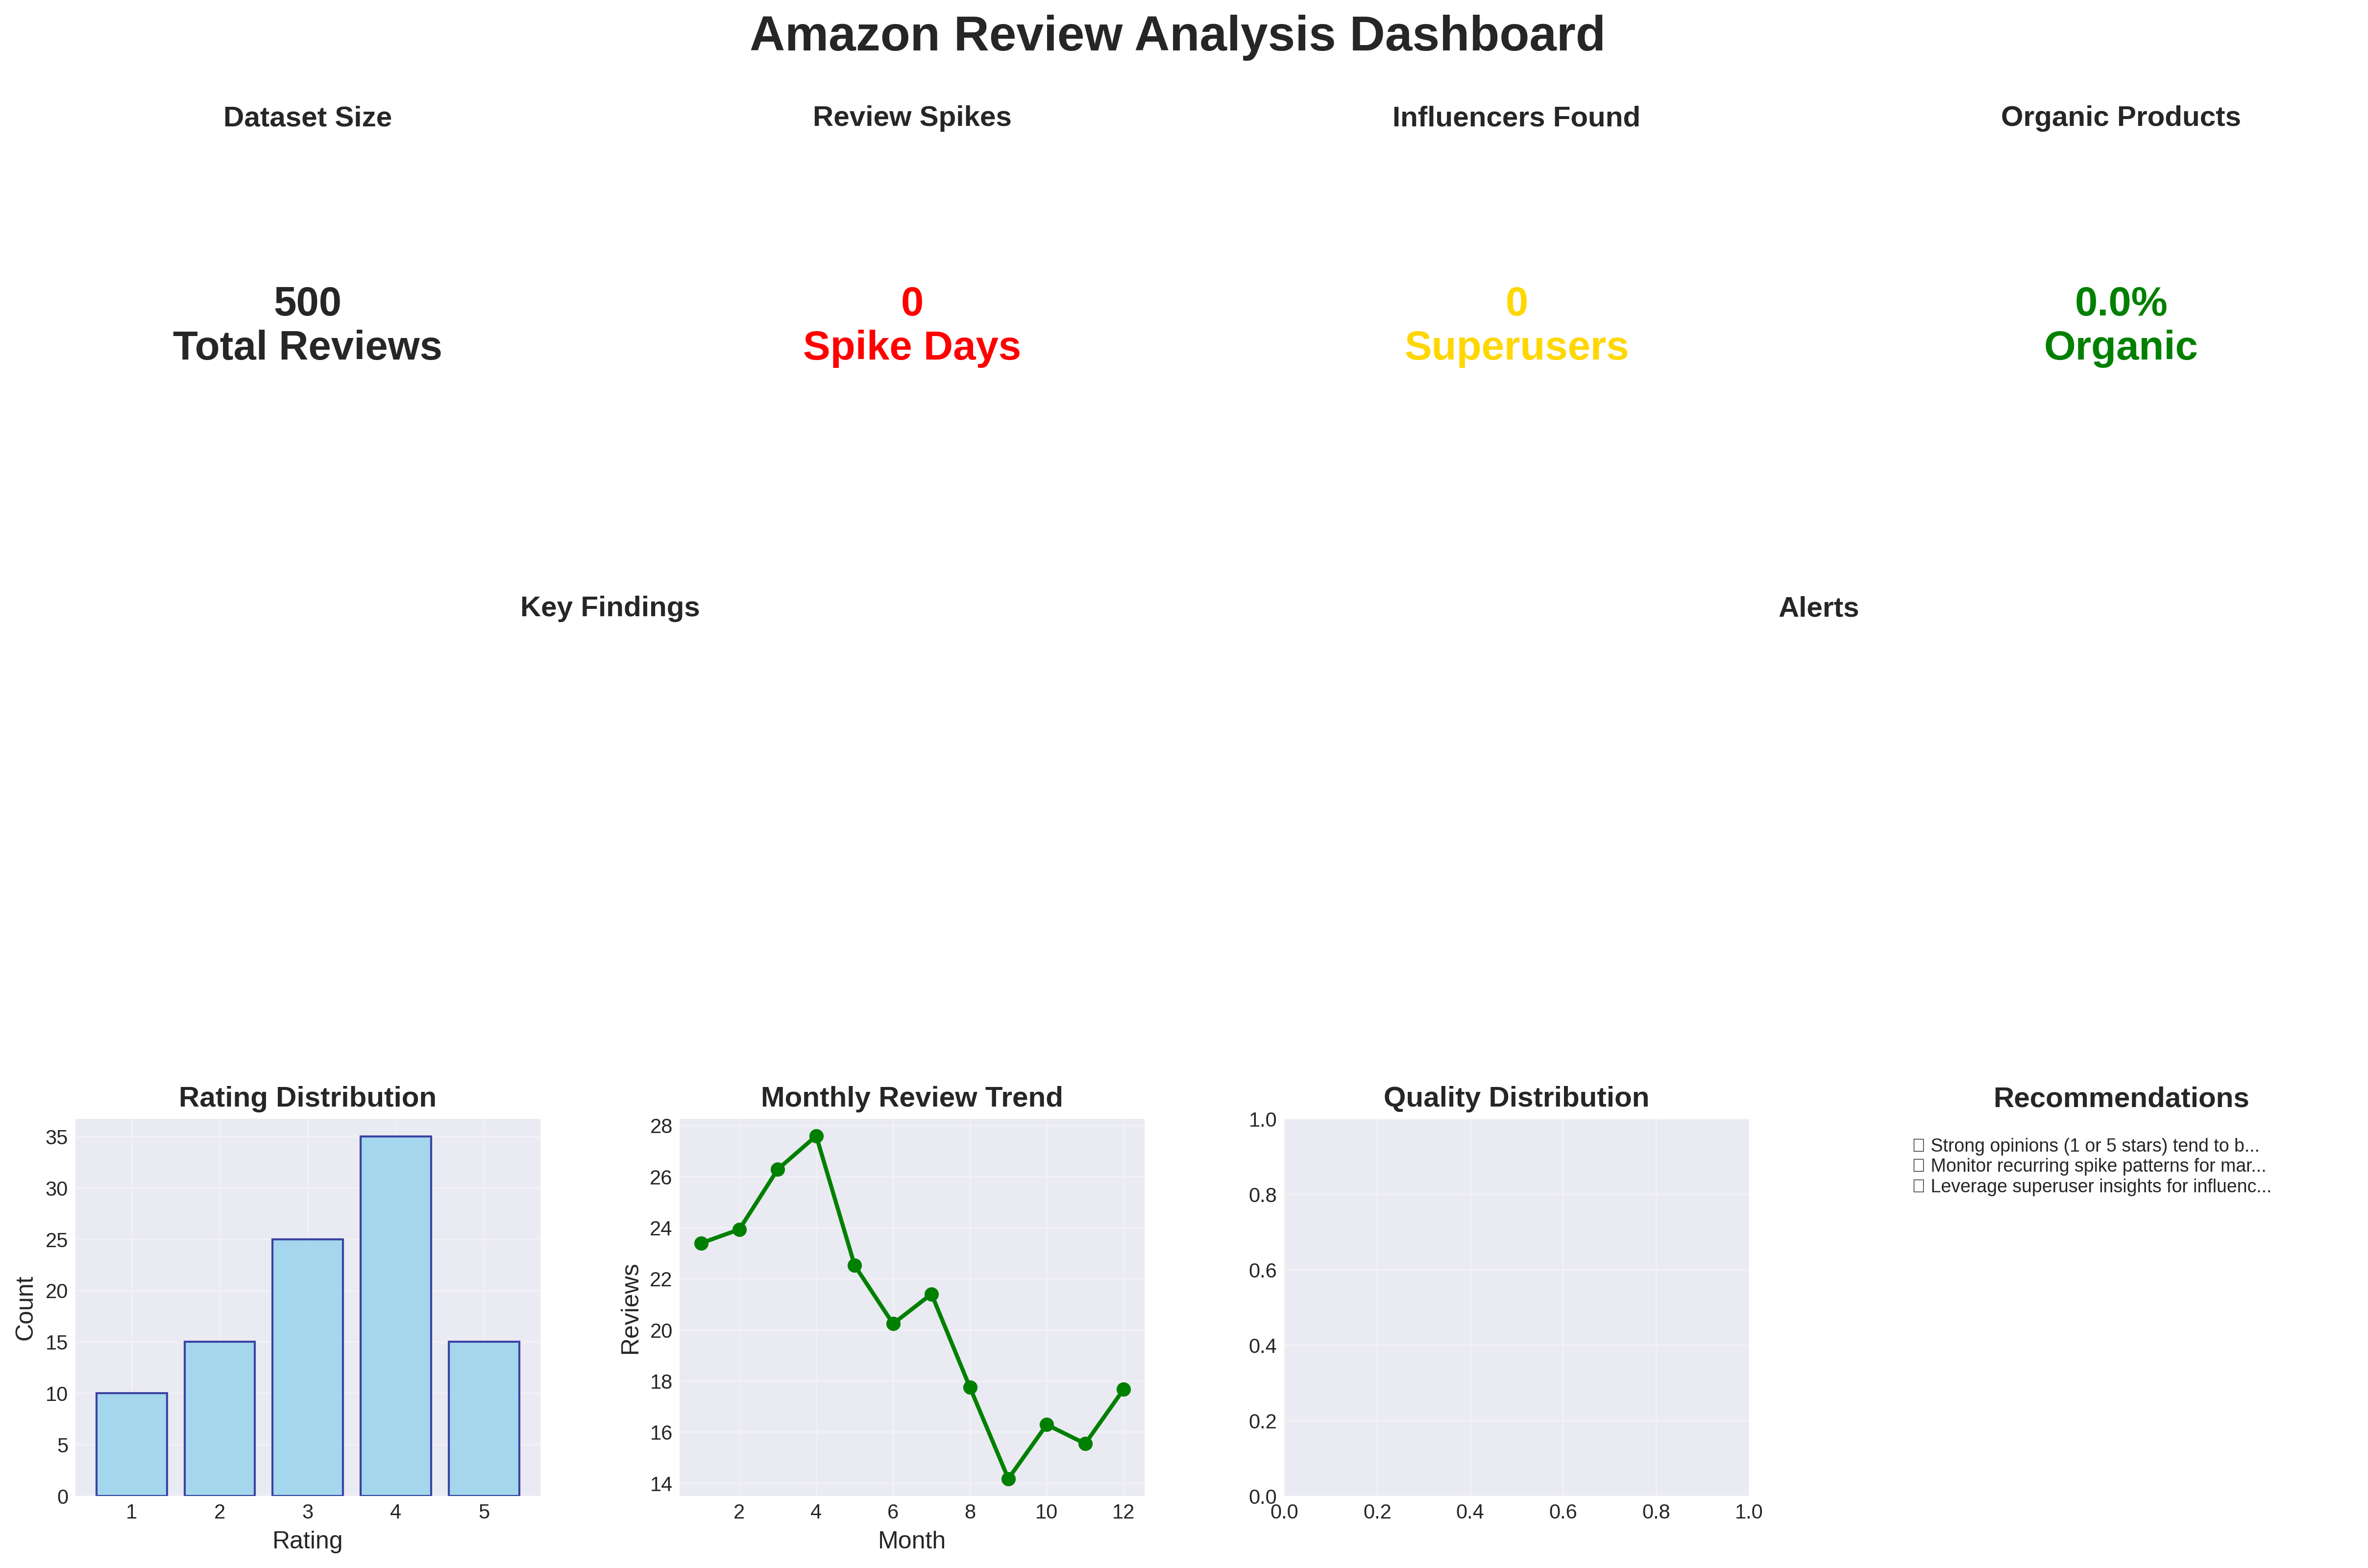 Amazon Review Analysis Dashboard
Dataset Size
Review Spikes
Influencers Found
Organic Products
500
Total Reviews
0
Spike Days
0
Superusers
0.0%
Organic
Key Findings
Alerts
Rating Distribution
35
30
25
20
15
10
5
0
Count
1 2 3 4 5
Rating
Monthly Review Trend
28
26
24
22
20
18
16
14
Reviews
2 4 6 8 10 12
Month
Quality Distribution
1.0
0.8
0.6
0.4
0.2
0.0
0.0 0.2 0.4 0.6 0.8 1.0
Recommendations
▯ Strong opinions (1 or 5 stars) tend to b...
▯ Monitor recurring spike patterns for mar...
▯ Leverage superuser insights for influenc...